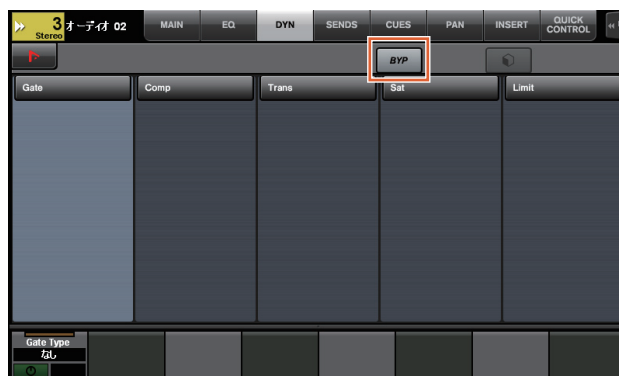 3
Stereo
オーディオ 02
MAIN
EQ
DYN
SENDS
CUES
PAN
INSERT
QUICK
CONTROL
BYP
Gate
Comp
Trans
Sat
Limit
Gate Type
なし